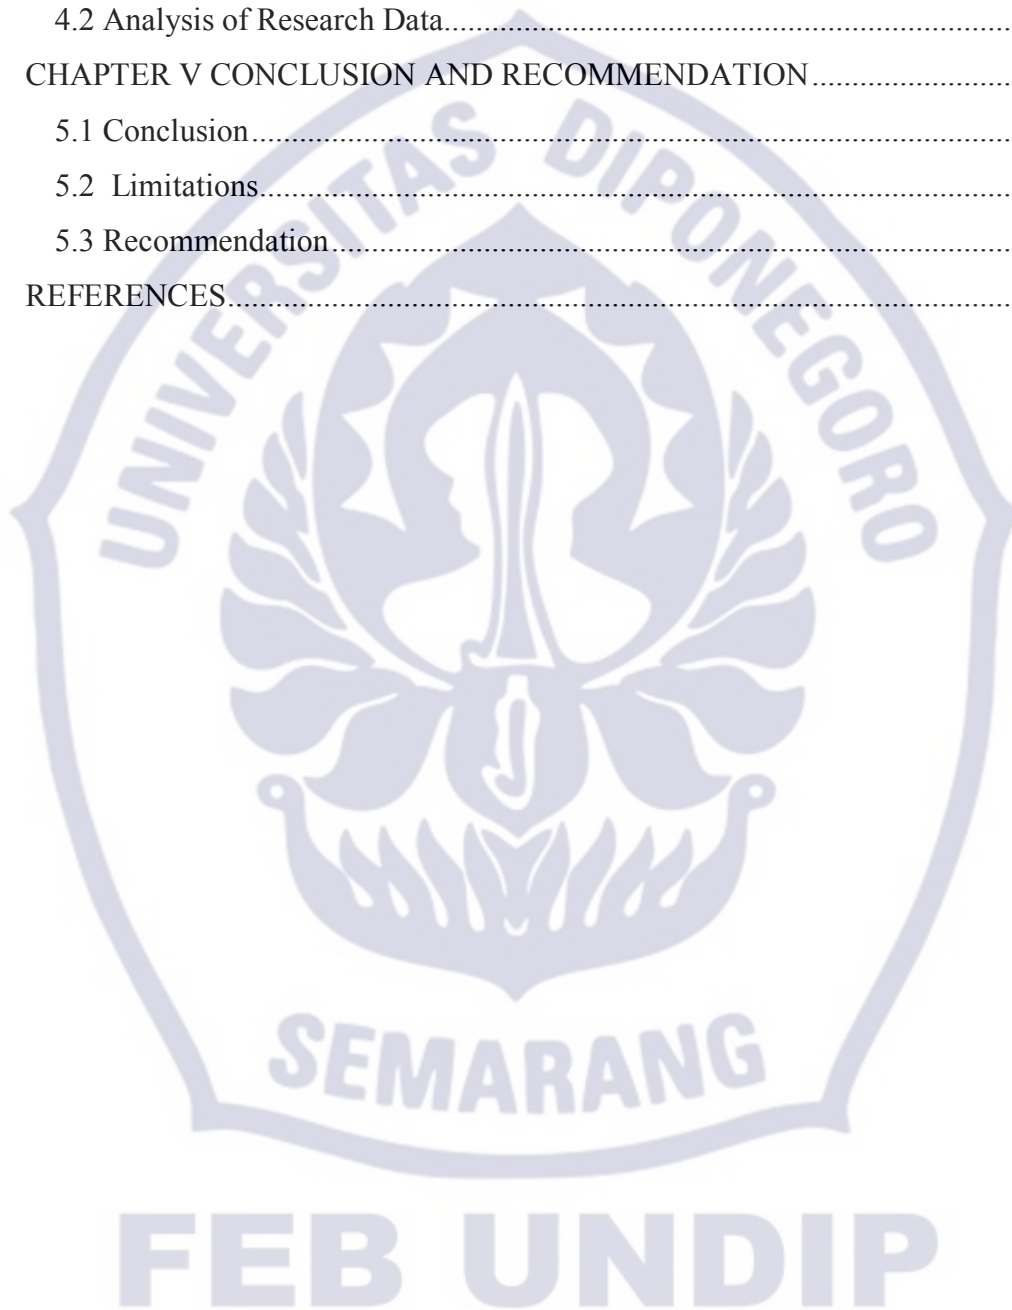 4.2 Analysis of Research Data........................................................................
CHAPTER V CONCLUSION AND RECOMMENDATION.........................
5.1 Conclusion................................................................................................
5.2  Limitations...............................................................................................
5.3 Recommendation.......................................................................................
REFERENCES..................................................................................................
UNIVERSITAS DIPONEGORO
SEMARANG
FEB UNDIP